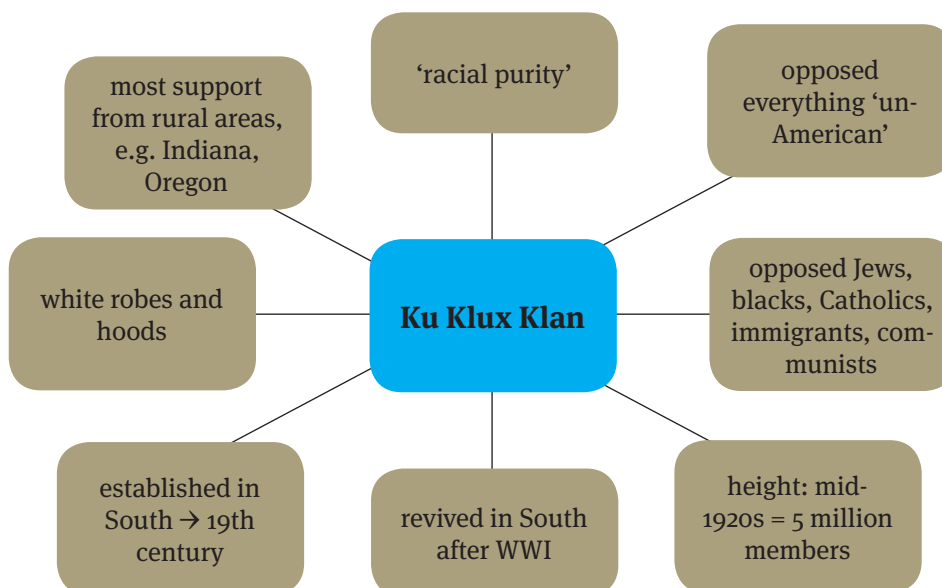 ‘racial purity’
opposed
everything ‘un-
American’
most support
from rural areas,
e.g. Indiana,
Oregon
white robes and
hoods
Ku Klux Klan
opposed Jews,
blacks, Catholics,
immigrants, com-
munists
established in
South → 19th
century
revived in South
after WWI
height: mid-
1920s = 5 million
members